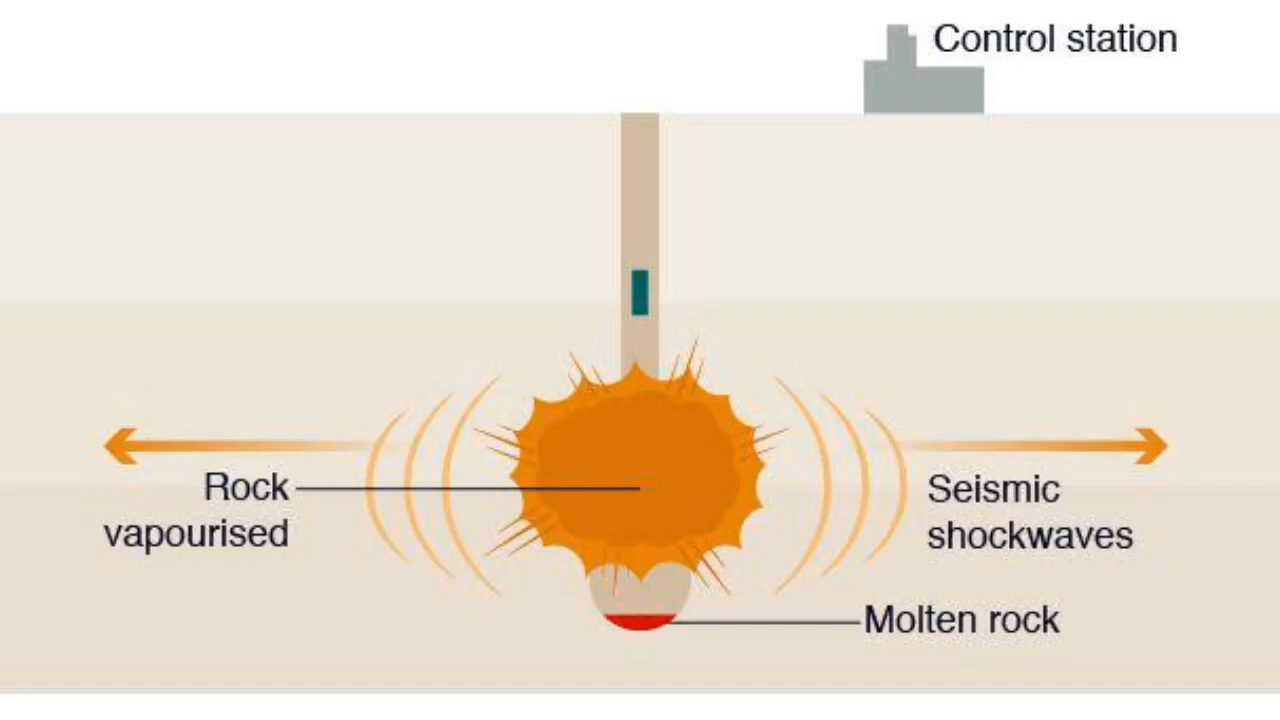 Control station
Rock
vapourised
Seismic
shockwaves
Molten rock